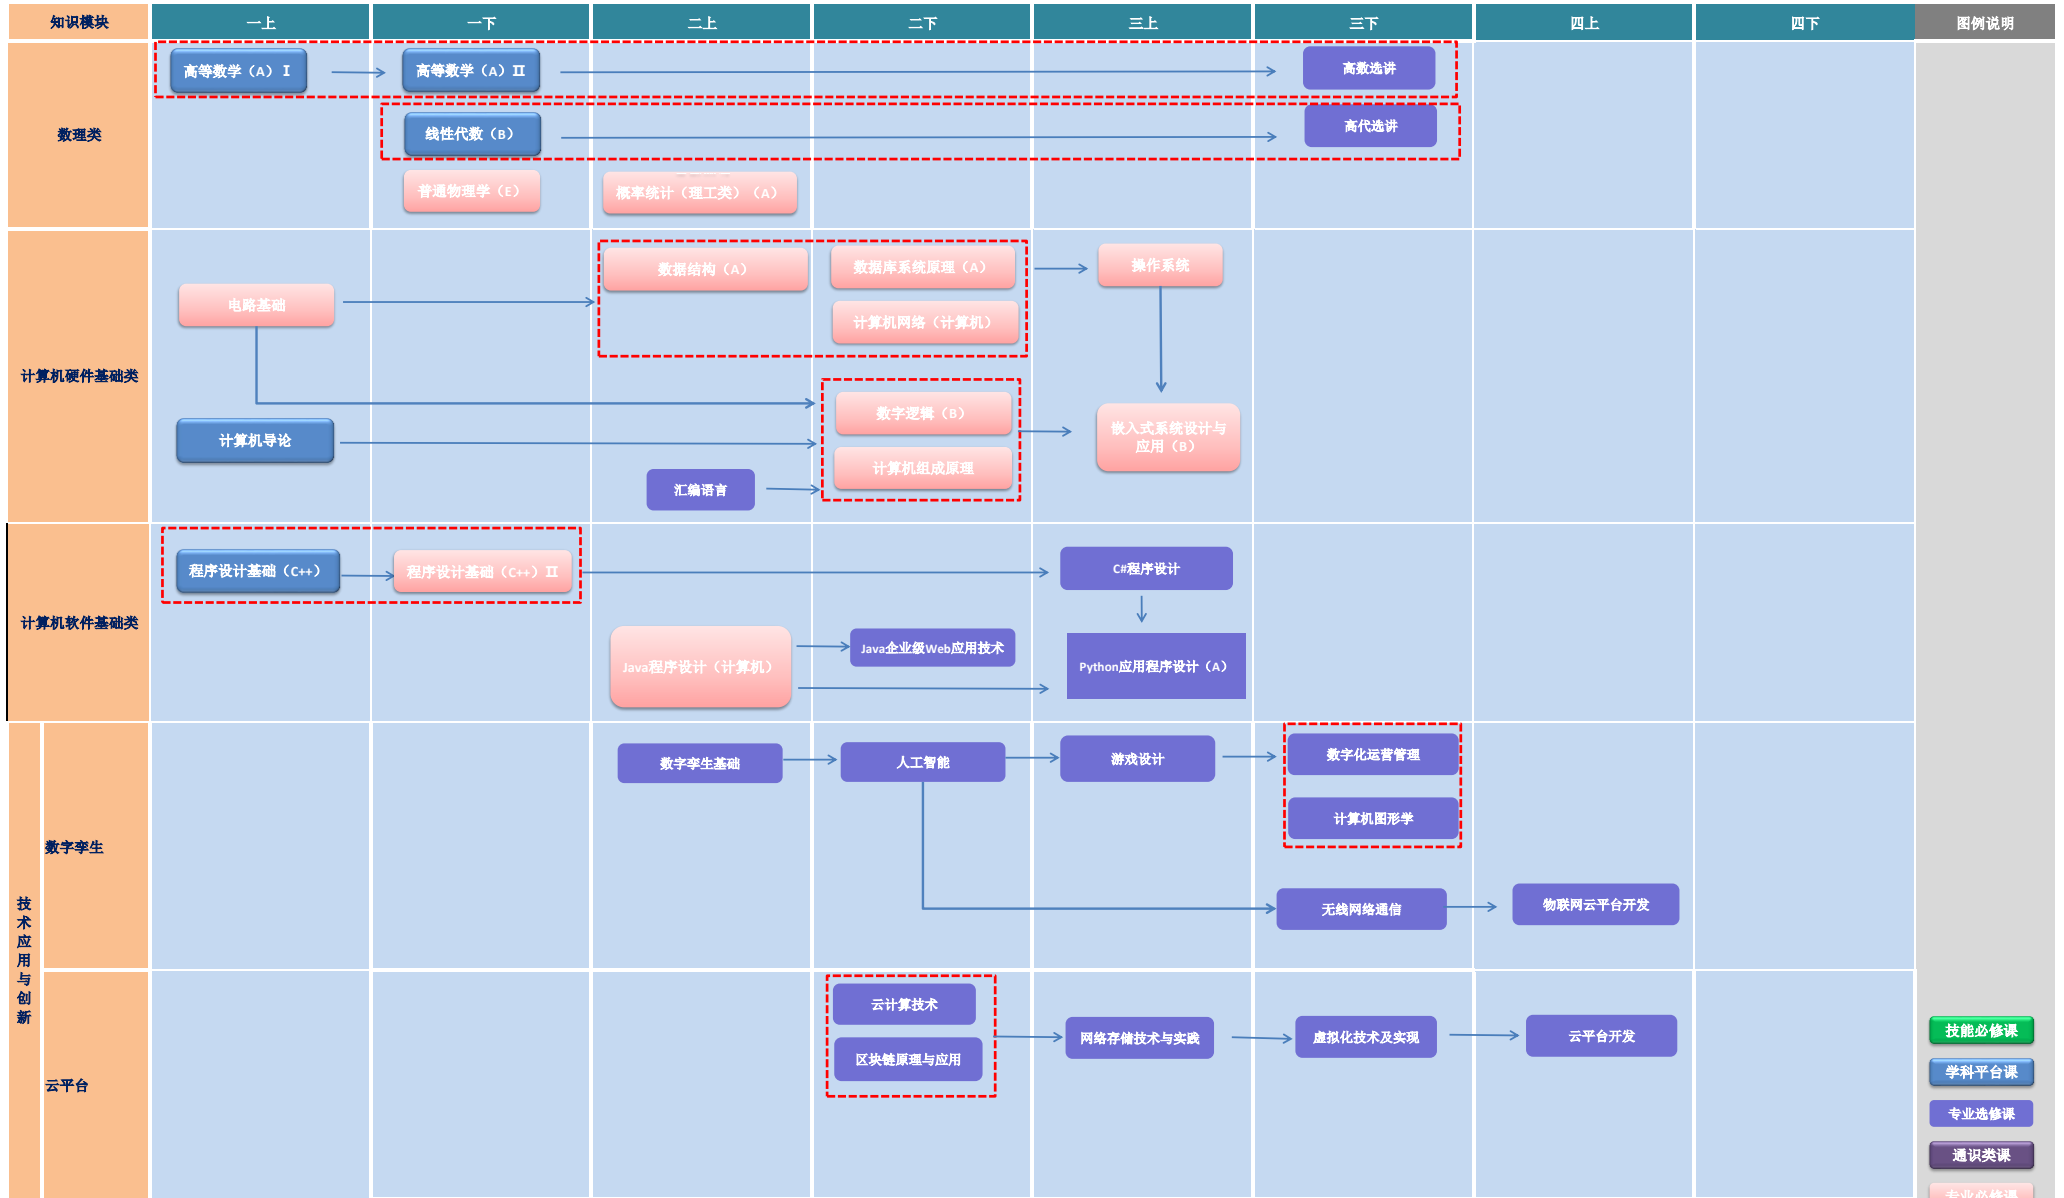 知识模块
一上
一下
二上
二下
三上
三下
四上
四下
图例说明
数理类
高等数学（A）Ⅰ
高等数学（A）Ⅱ
高数选讲
线性代数（B）
高代选讲
普通物理学（E）
概率统计（理工类）（A）
计算机硬件基础类
电路基础
数据结构（A）
数据库系统原理（A）
计算机网络（计算机）
操作系统
计算机导论
数字逻辑（B）
计算机组成原理
嵌入式系统设计与
应用（B）
汇编语言
计算机软件基础类
程序设计基础（C++）
程序设计基础（C++）Ⅱ
C#程序设计
Java程序设计（计算机）
Java企业级Web应用技术
Python应用程序设计（A）
技
术
应
用
与
创
新
数字孪生
数字孪生基础
人工智能
游戏设计
数字化运营管理
计算机图形学
无线网络通信
物联网云平台开发
云平台
云计算技术
区块链原理与应用
网络存储技术与实践
虚拟化技术及实现
云平台开发
技能必修课
学科平台课
专业选修课
通识类课
专业必修课